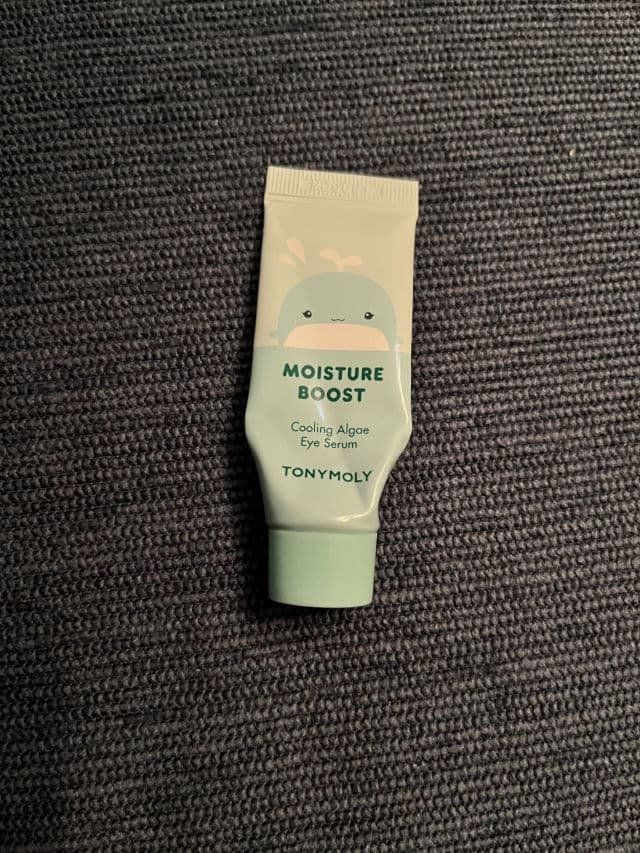 MOISTURE
BOOST
Cooling Algae
Eye Serum
TONYMOLY